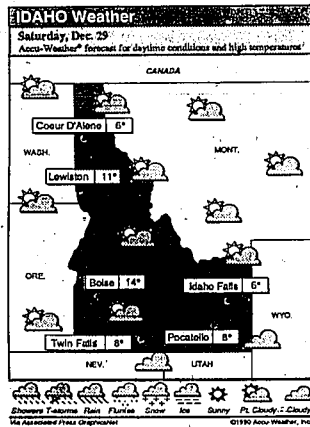 IDAHO Weather
Saturday, Dec. 29
Accu-Weather® forecast for daytime conditions and high temperatures
CANADA
Coeur D'Alene 6°
WASH.
MONT.
Lewiston 11°
ORE.
Boise 14°
Idaho Falls 6°
WYO.
Twin Falls 8°
Pocatello 8°
NEV.
UTAH
Showers T-storms Rain Flurries Snow Ice Sunny Pt. Cloudy Cloudy
Via Associated Press GraphicsNet
©1990 Accu-Weather, Inc.